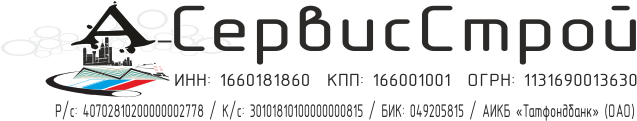 А-СервисСтрой
ИНН: 1660181860 КПП: 166001001 ОГРН: 1131690013630
Р/с: 40702810200000002778 / К/с: 30101810100000000815 / БИК: 049205815 / АИКБ «Татфондбанк» (ОАО)